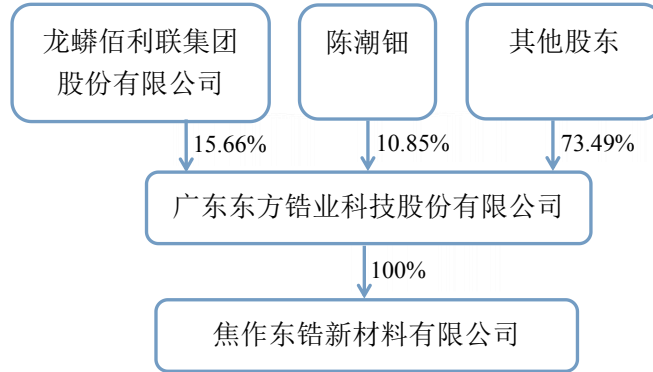 龙蟒佰利联集团
股份有限公司
陈潮钿
其他股东
15.66%
10.85%
73.49%
广东东方锆业科技股份有限公司
100%
焦作东锆新材料有限公司